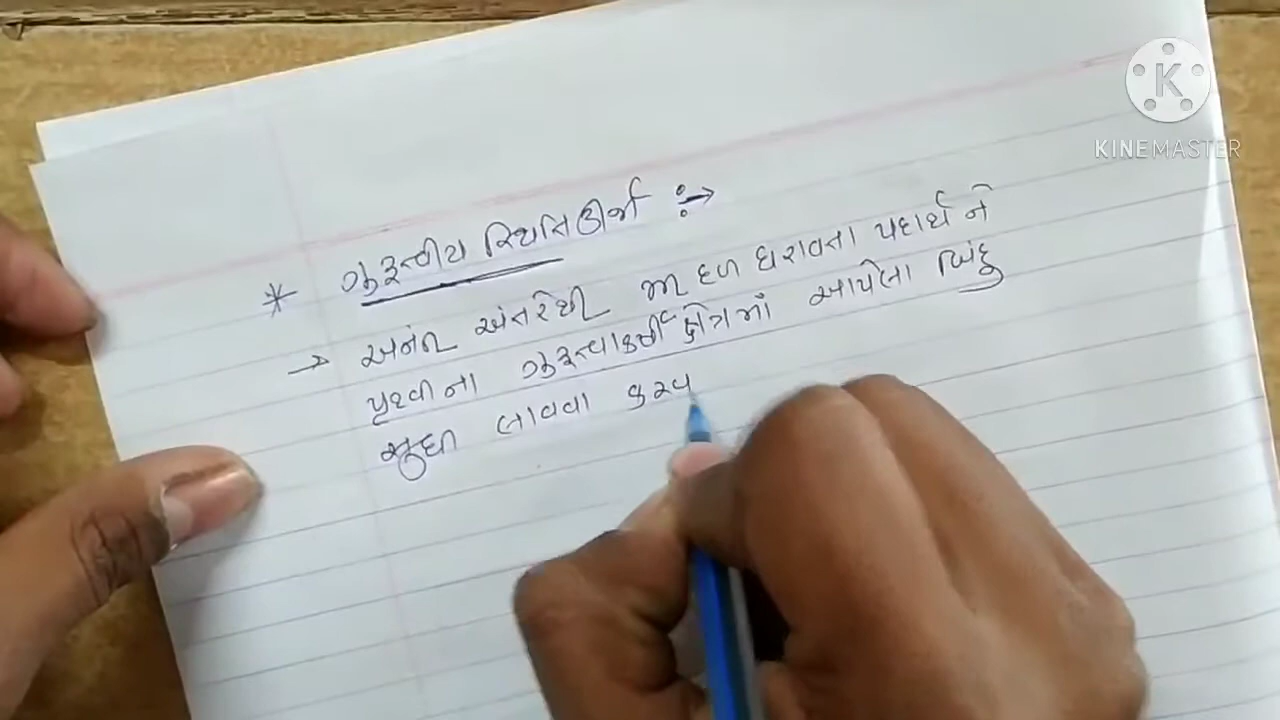 * ગુરુત્વીય સ્થિતિઊર્જા :→
→ અનંત અંતરેથી m દળ ધરાવતા પદાર્થ ને
પૃથ્વીના ગુરુત્વાકર્ષી ક્ષેત્રમાં આપેલા બિંદુ
સુધી લાવવા કરવ
KINEMASTER